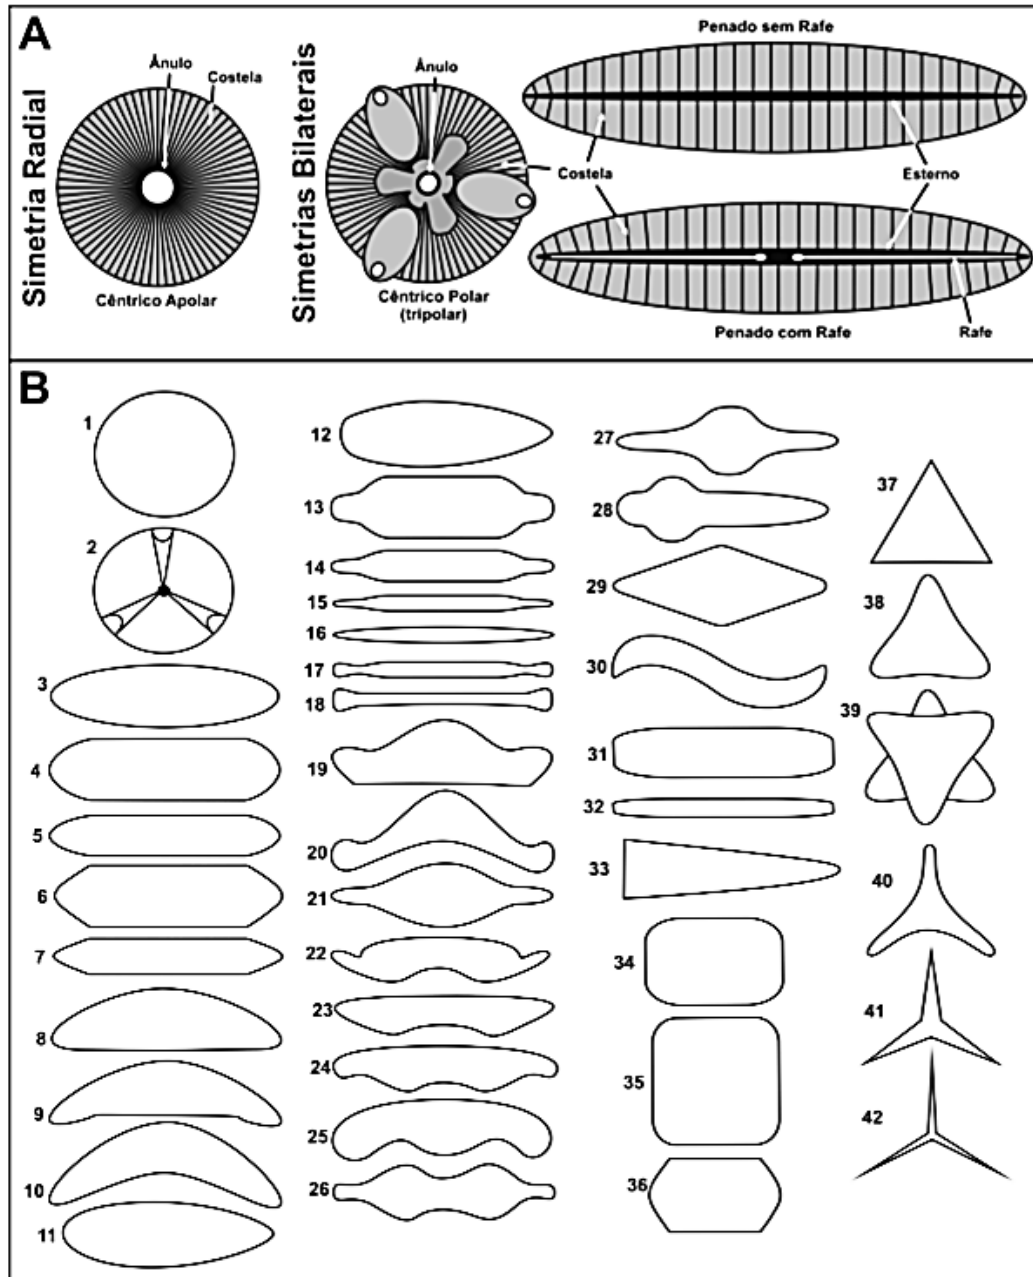 A
Simetria Radial
Ânulo
Costela
Cêntrico Apolar
Simetrias Bilaterais
Ânulo
Cêntrico Polar
(tripolar)
Penado sem Rafe
Costela
Esterno
Penado com Rafe
Rafe
B
1
2
3
4
5
6
7
8
9
10
11
12
13
14
15
16
17
18
19
20
21
22
23
24
25
26
27
28
29
30
31
32
33
34
35
36
37
38
39
40
41
42